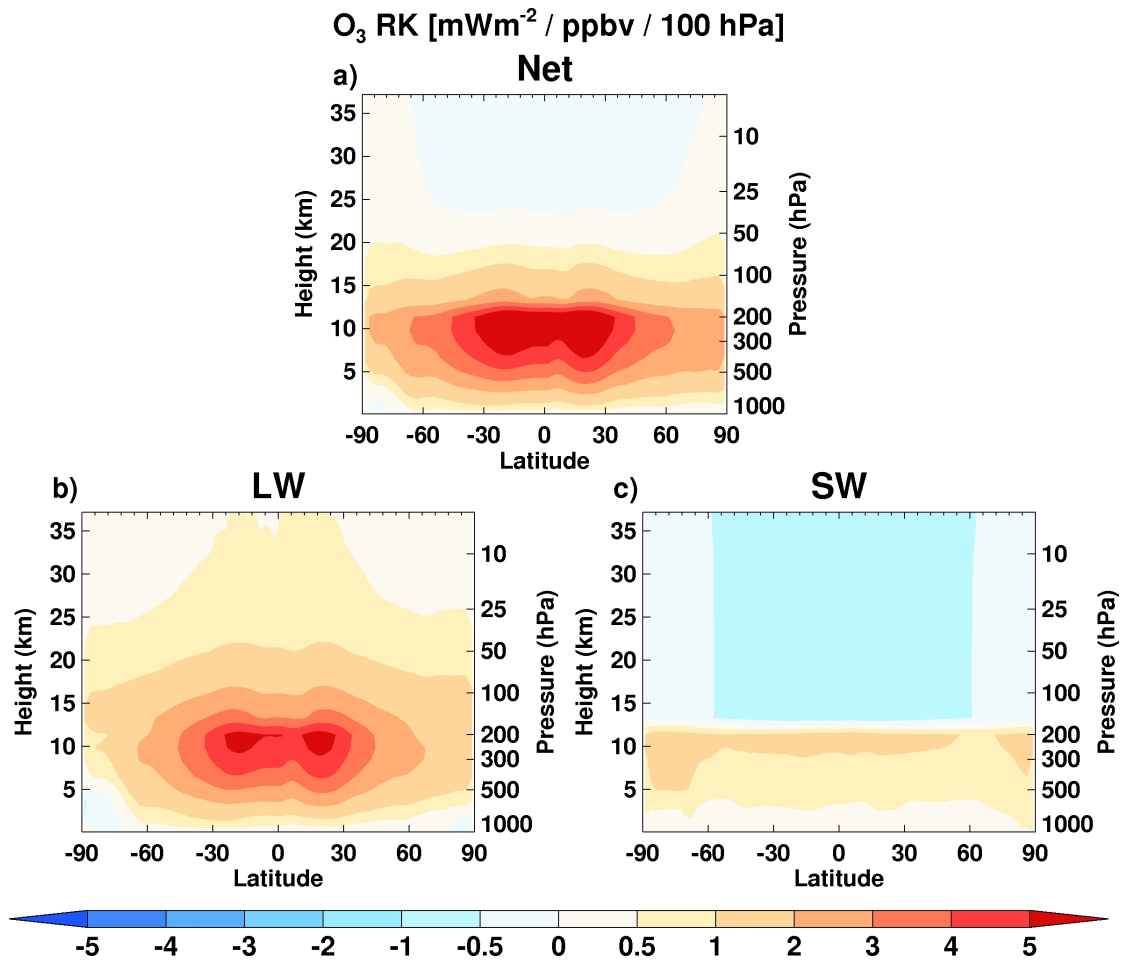 O₃ RK [mWm⁻² / ppbv / 100 hPa]
a) Net
Height (km)
35
30
25
20
15
10
5
Pressure (hPa)
10
25
50
100
200
300
500
1000
-90 -60 -30 0 30 60 90
Latitude
b) LW
Height (km)
35
30
25
20
15
10
5
Pressure (hPa)
10
25
50
100
200
300
500
1000
-90 -60 -30 0 30 60 90
Latitude
c) SW
Height (km)
35
30
25
20
15
10
5
Pressure (hPa)
10
25
50
100
200
300
500
1000
-90 -60 -30 0 30 60 90
Latitude
-5 -4 -3 -2 -1 -0.5 0 0.5 1 2 3 4 5